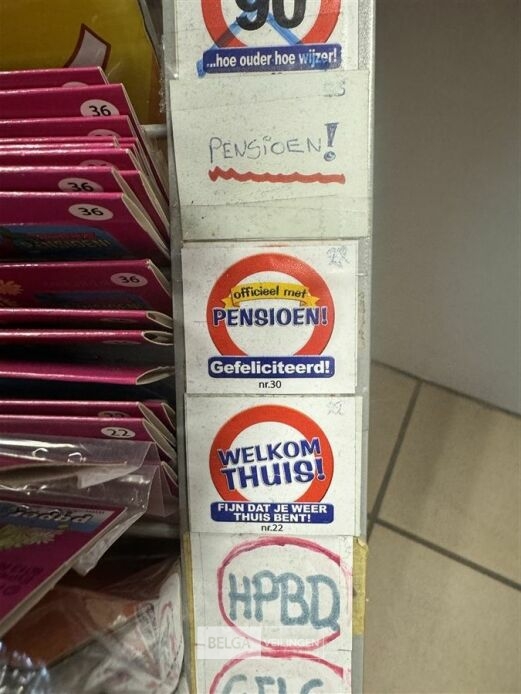 90
...hoe ouder hoe wijzer!
PENSIOEN!
officieel met
PENSIOEN!
Gefeliciteerd!
nr.30
WELKOM
THUIS!
FIJN DAT JE WEER
THUIS BENT!
nr.22
HPBD
BELGA
36
36
36
36
22